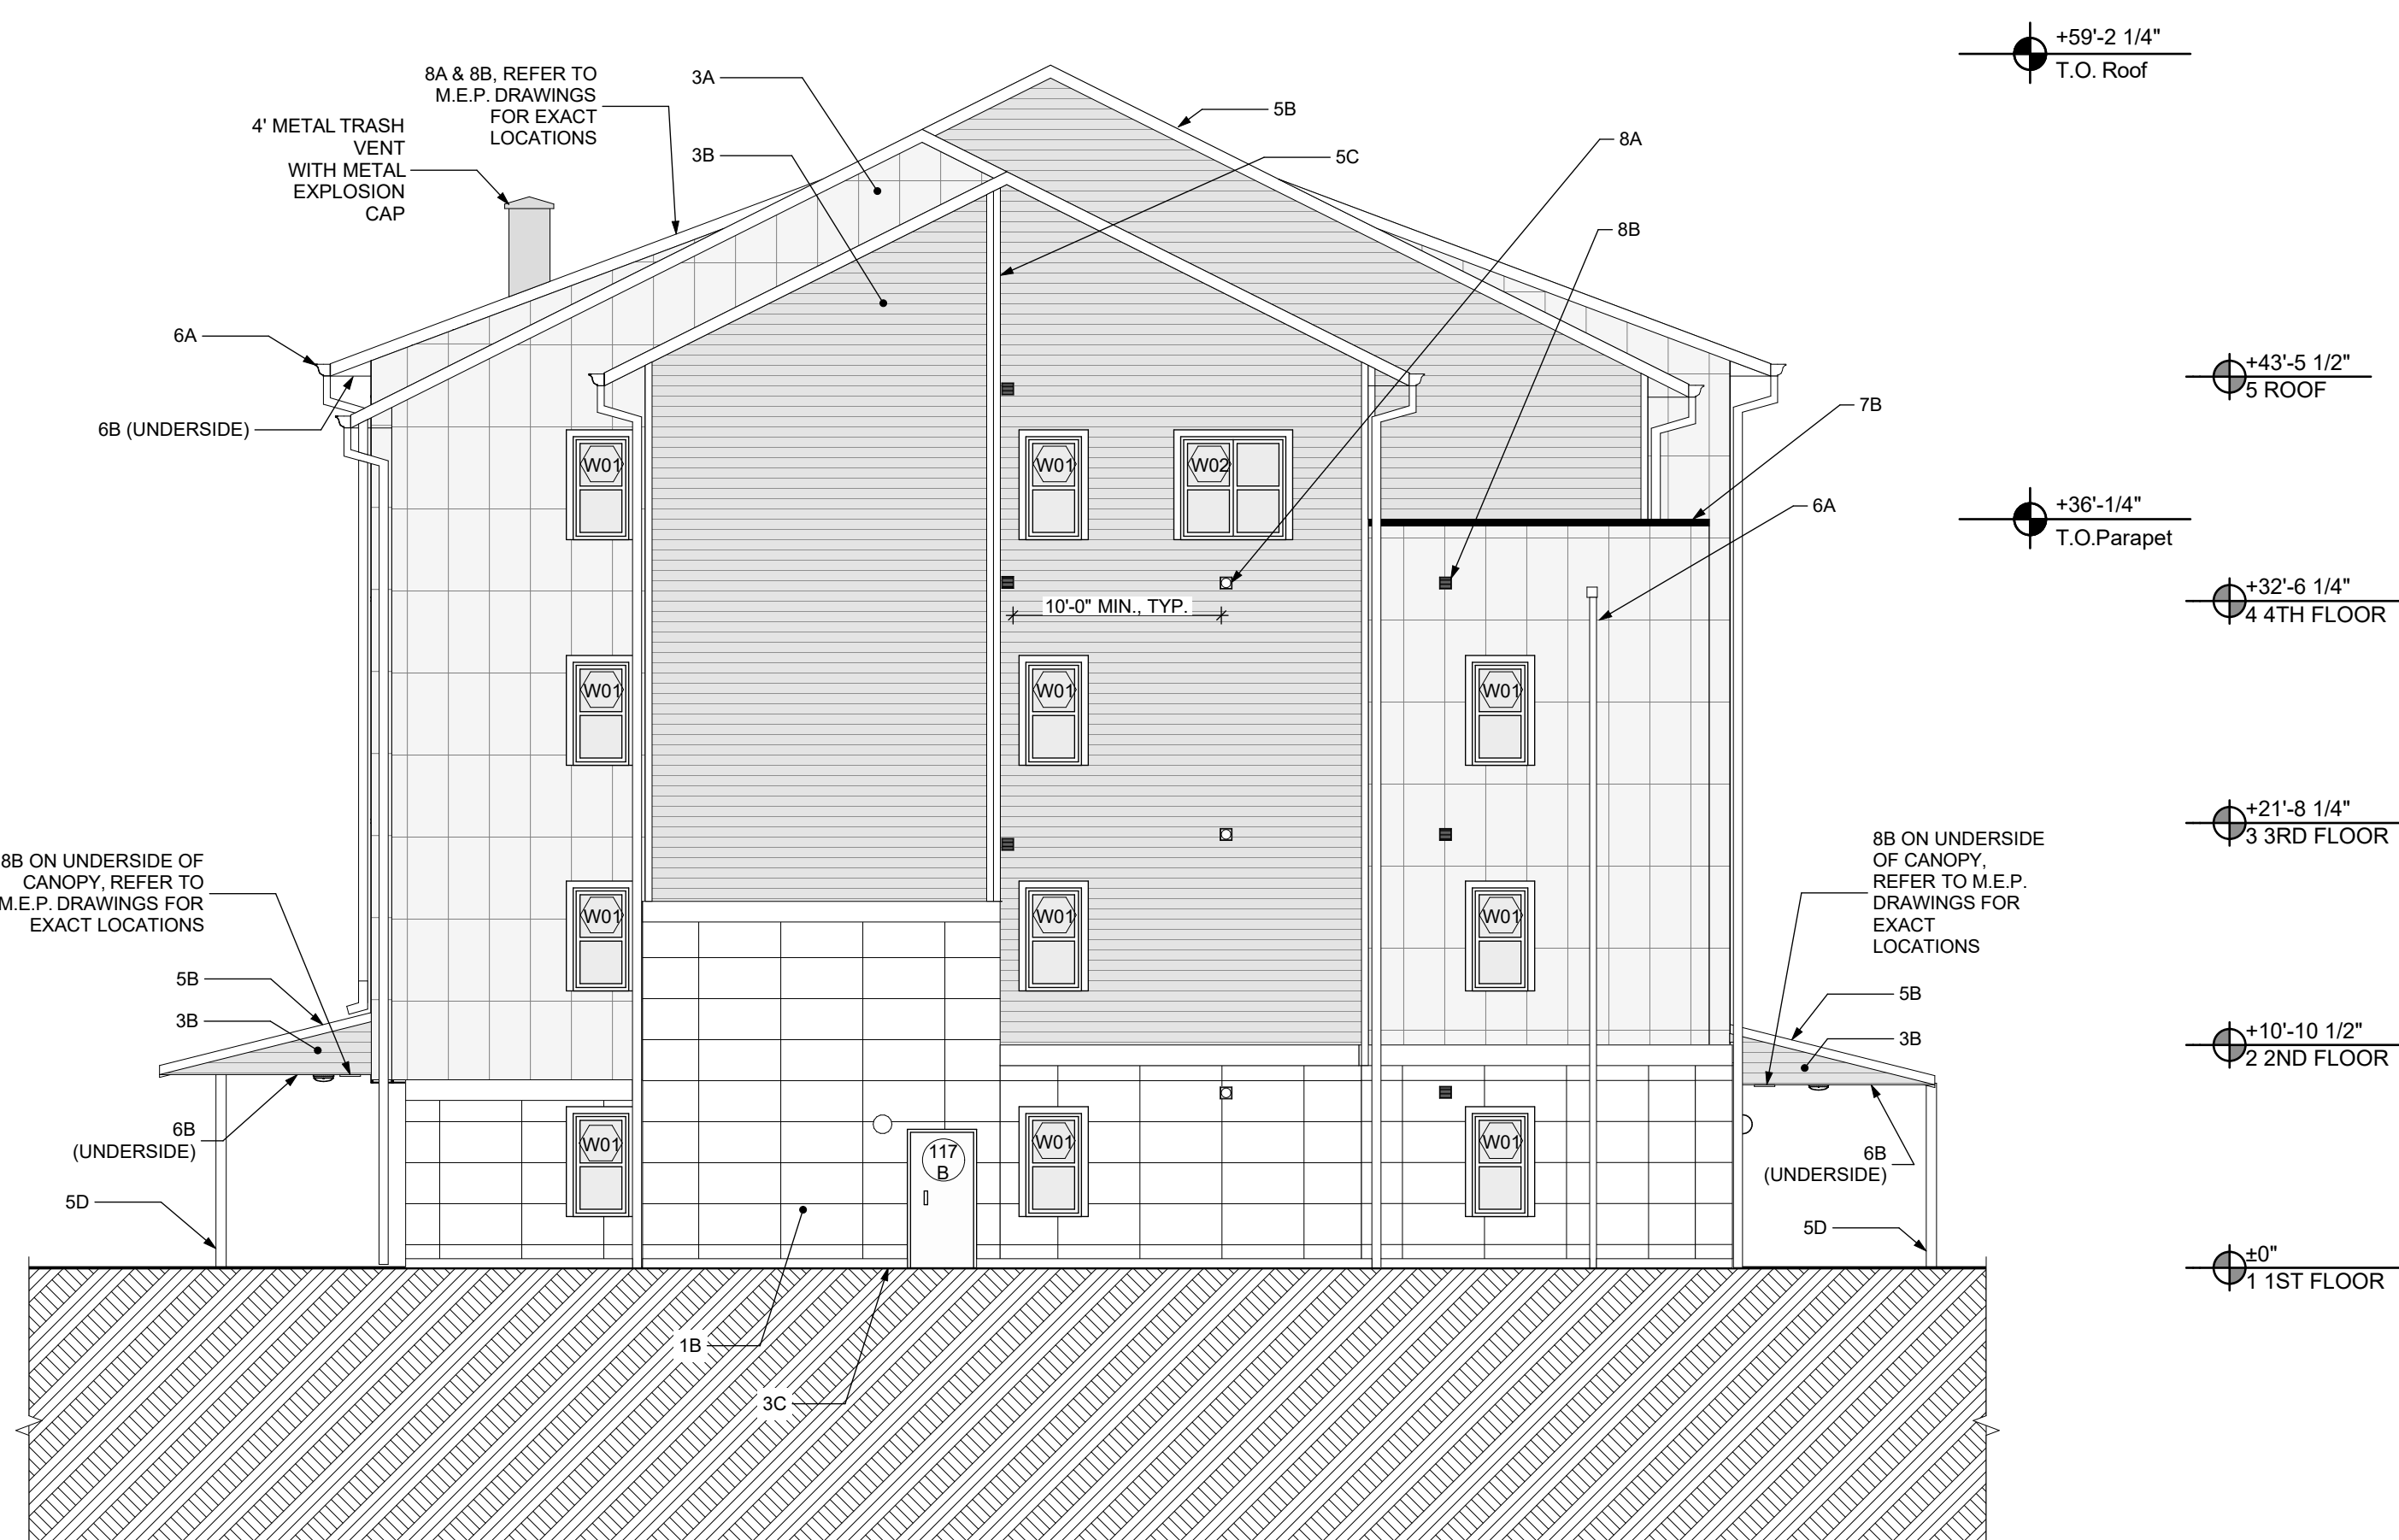 +59'-2 1/4"
T.O. Roof
8A & 8B, REFER TO
M.E.P. DRAWINGS
FOR EXACT
LOCATIONS
3A
5B
4' METAL TRASH
VENT
WITH METAL
EXPLOSION
CAP
3B
5C
8A
8B
6A
+43'-5 1/2"
5 ROOF
6B (UNDERSIDE)
7B
W01
W01
W02
6A
+36'-1/4"
T.O.Parapet
+32'-6 1/4"
4 4TH FLOOR
10'-0" MIN., TYP.
W01
W01
W01
+21'-8 1/4"
3 3RD FLOOR
8B ON UNDERSIDE OF
CANOPY, REFER TO
M.E.P. DRAWINGS FOR
EXACT LOCATIONS
8B ON UNDERSIDE
OF CANOPY,
REFER TO M.E.P.
DRAWINGS FOR
EXACT
LOCATIONS
W01
W01
W01
5B
3B
5B
3B
+10'-10 1/2"
2 2ND FLOOR
6B
(UNDERSIDE)
W01
117
B
W01
W01
6B
(UNDERSIDE)
5D
5D
±0"
1 1ST FLOOR
1B
3C